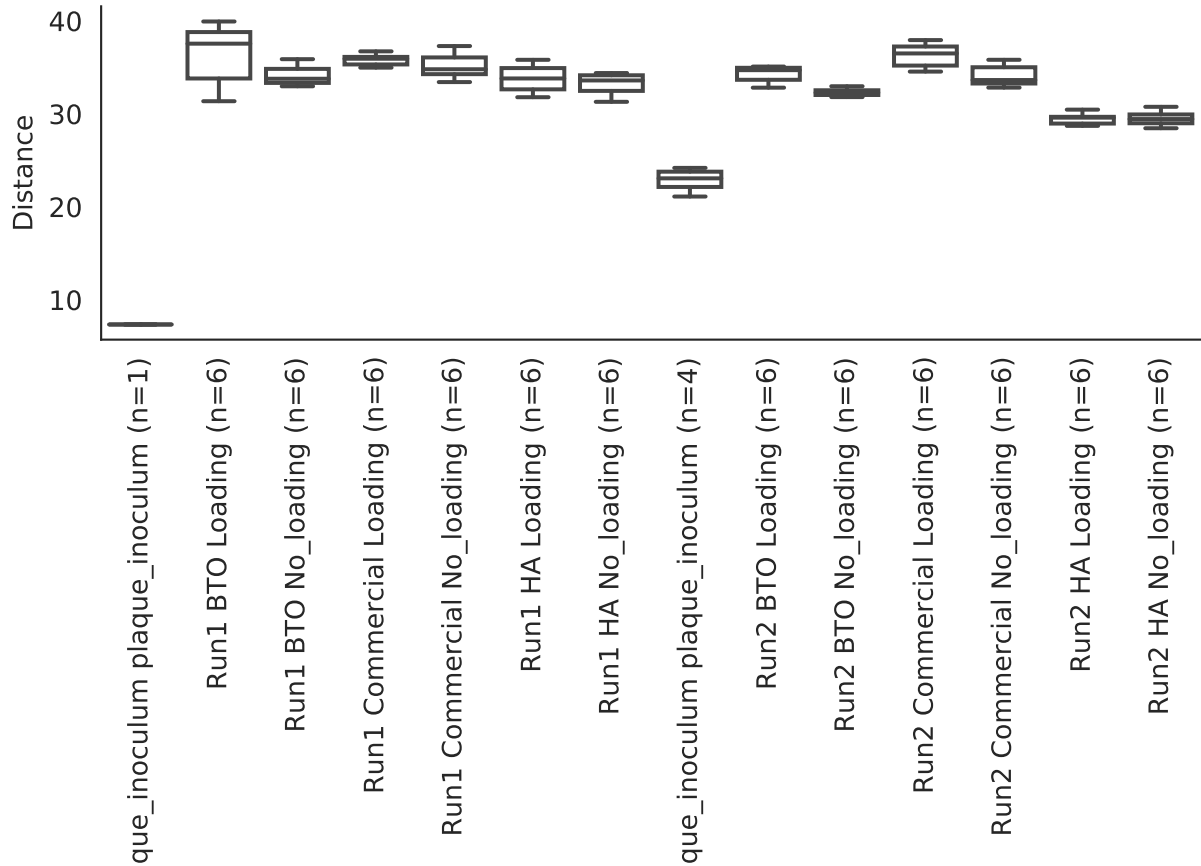 40
30
20
10
Distance
que_inoculum plaque_inoculum (n=1)
Run1 BTO Loading (n=6)
Run1 BTO No_loading (n=6)
Run1 Commercial Loading (n=6)
Run1 Commercial No_loading (n=6)
Run1 HA Loading (n=6)
Run1 HA No_loading (n=6)
que_inoculum plaque_inoculum (n=4)
Run2 BTO Loading (n=6)
Run2 BTO No_loading (n=6)
Run2 Commercial Loading (n=6)
Run2 Commercial No_loading (n=6)
Run2 HA Loading (n=6)
Run2 HA No_loading (n=6)